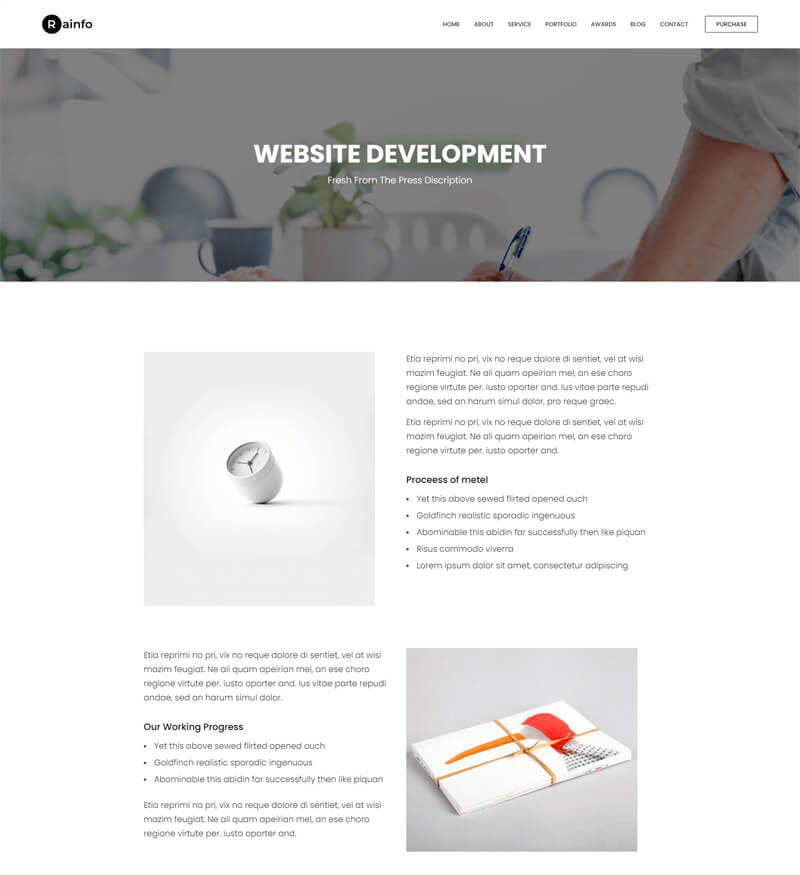 Rainfo
HOME ABOUT SERVICE PORTFOLIO AWARDS BLOG CONTACT PURCHASE
WEBSITE DEVELOPMENT
Fresh From The Press Discription
Etia reprimi no pri, vix no reque dolore di sentiet, vel at wisi
mazim feugiat. Ne ali quam apeirian mel, an ese choro
regione virtute per. iusto oporter and. Ius vitae parte repudi
andae, sed an harum simul dolor, pro reque graec.
Etia reprimi no pri, vix no reque dolore di sentiet, vel at wisi
mazim feugiat. Ne ali quam apeirian mel, an ese choro
regione virtute per. iusto oporter and.
Proceess of metel
• Yet this above sewed flirted opened ouch
• Goldfinch realistic sporadic ingenuous
• Abominable this abidin far successfully then like piquan
• Risus commodo viverra
• Lorem ipsum dolor sit amet, consectetur adipiscing
Etia reprimi no pri, vix no reque dolore di sentiet, vel at wisi
mazim feugiat. Ne ali quam apeirian mel, an ese choro
regione virtute per. iusto oporter and. Ius vitae parte repudi
andae, sed an harum simul dolor.
Our Working Progress
• Yet this above sewed flirted opened ouch
• Goldfinch realistic sporadic ingenuous
• Abominable this abidin far successfully then like piquan
Etia reprimi no pri, vix no reque dolore di sentiet, vel at wisi
mazim feugiat. Ne ali quam apeirian mel, an ese choro
regione virtute per. iusto oporter and.